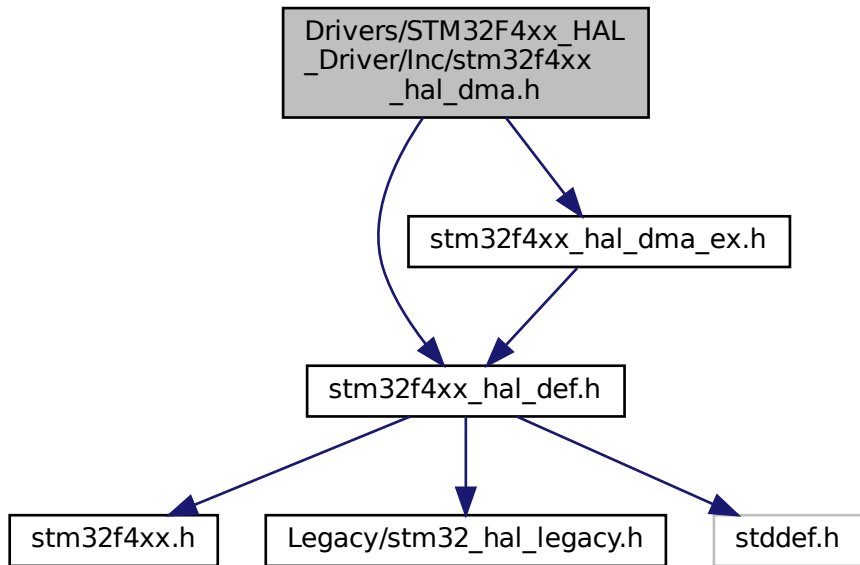 Drivers/STM32F4xx_HAL
_Driver/Inc/stm32f4xx
_hal_dma.h
stm32f4xx_hal_dma_ex.h
stm32f4xx_hal_def.h
stm32f4xx.h
Legacy/stm32_hal_legacy.h
stddef.h